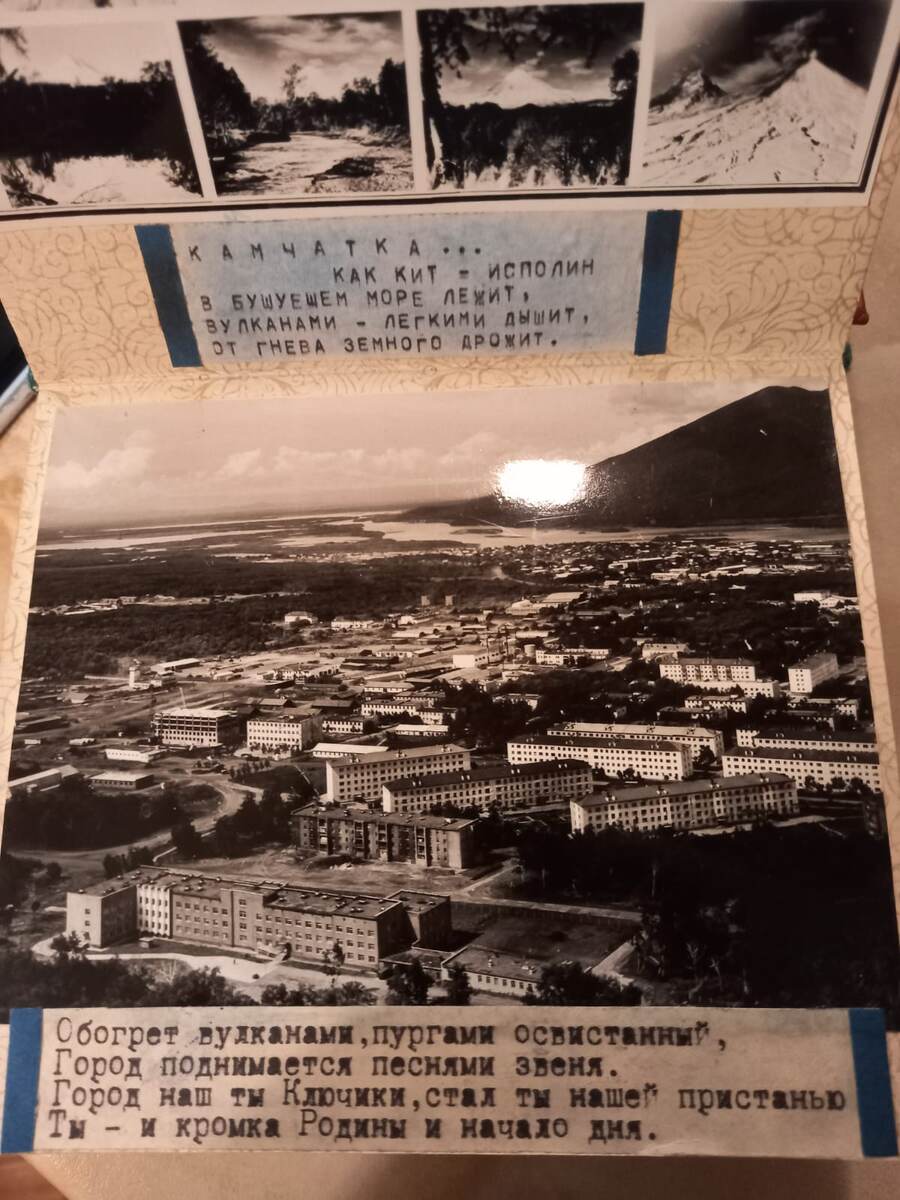 КАМЧАТКА...
КАК КИТ - ИСПОЛИН
В БУШУЕШЕМ МОРЕ ЛЕЖИТ,
ВУЛКАНАМИ - ЛЕГКИМИ ДЫШИТ,
ОТ ГНЕВА ЗЕМНОГО ДРОЖИТ.
Обогрет вулканами,пургами освистанный,
Город поднимается песнями звеня.
Город наш ты Ключики,стал ты нашей пристанью
Ты - и кромка Родины и начало дня.